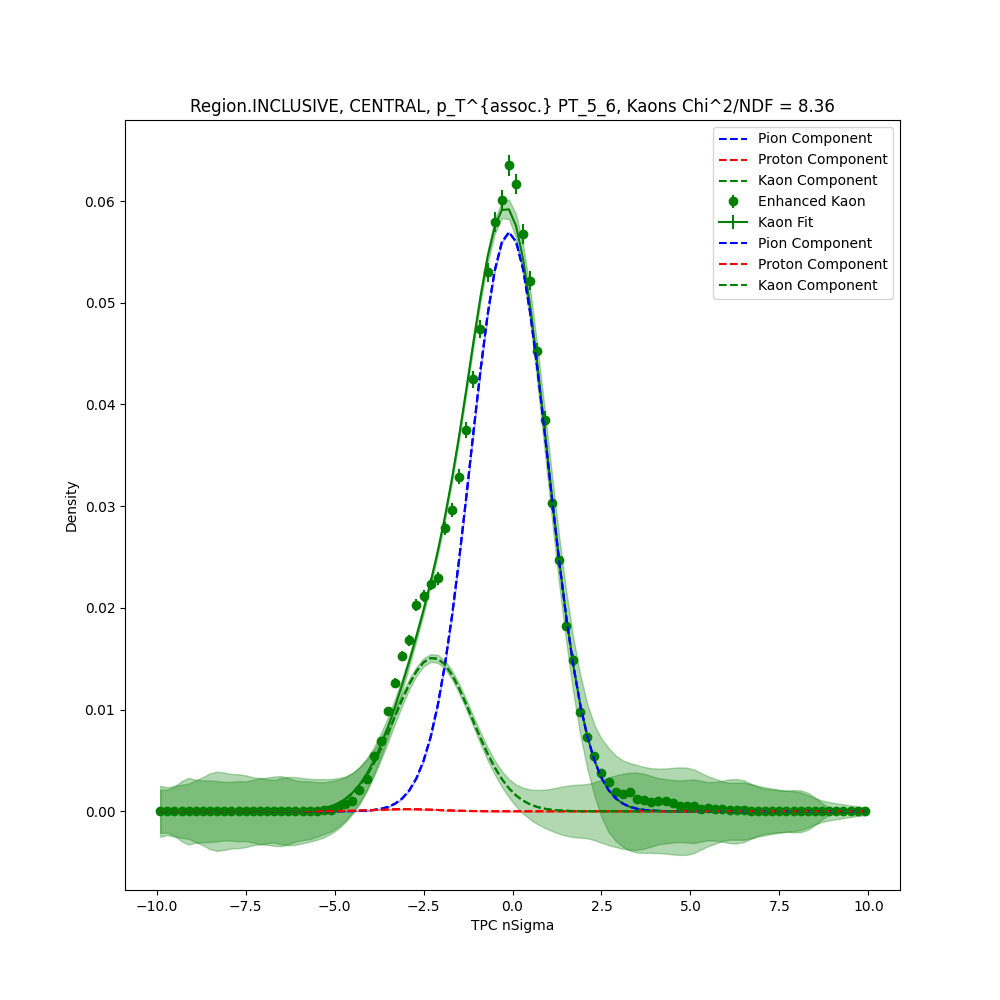 Region.INCLUSIVE, CENTRAL, p_T^{assoc.} PT_5_6, Kaons Chi^2/NDF = 8.36
Pion Component
Proton Component
Kaon Component
Enhanced Kaon
Kaon Fit
Pion Component
Proton Component
Kaon Component
0.06
0.05
0.04
0.03
0.02
0.01
0.00
Density
−10.0 −7.5 −5.0 −2.5 0.0 2.5 5.0 7.5 10.0
TPC nSigma